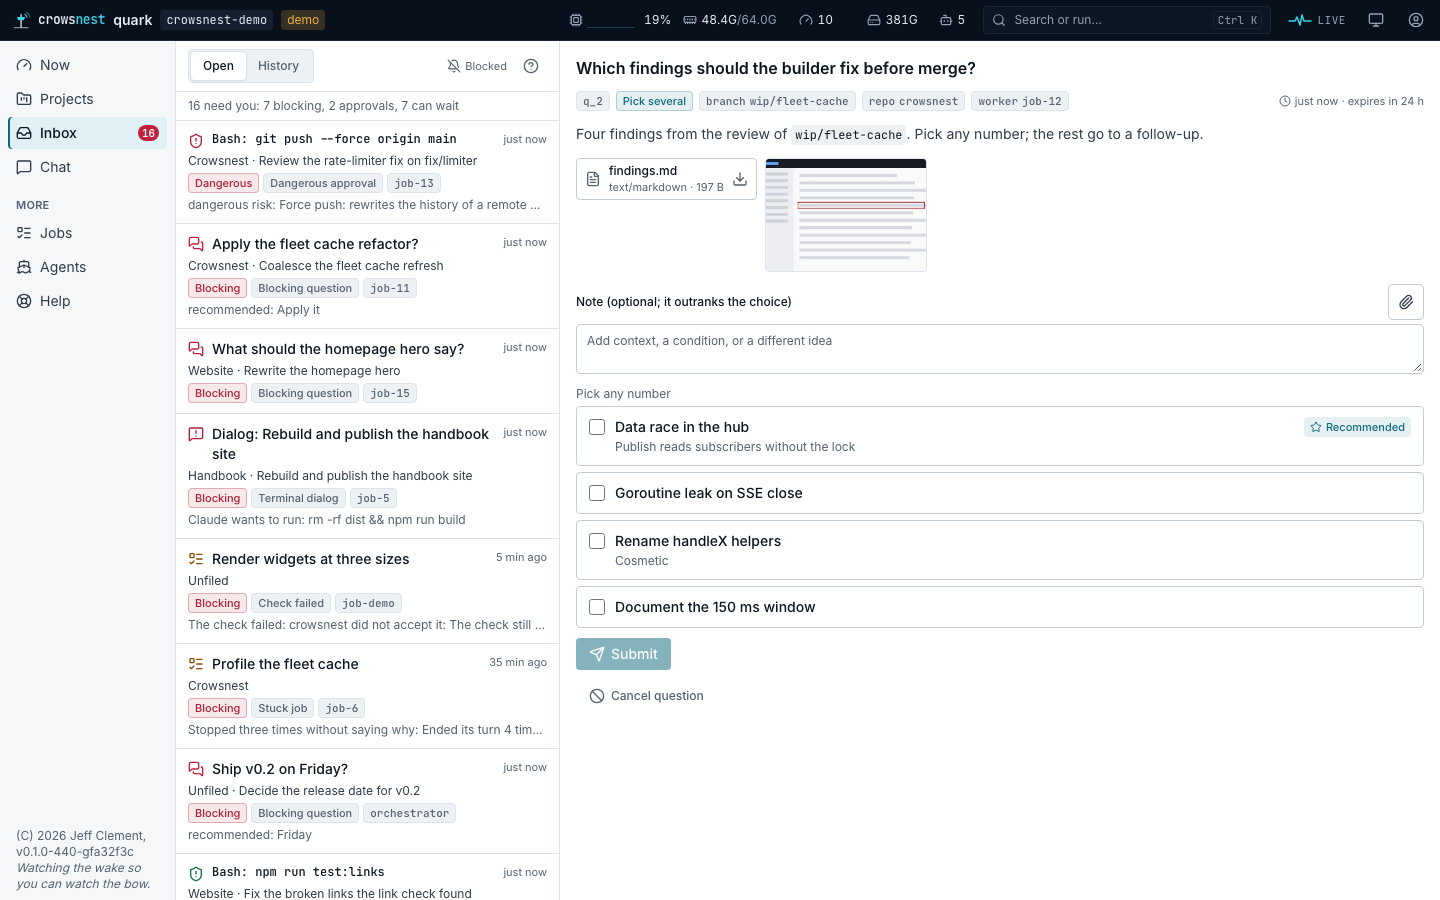 crowsnest quark crowsnest-demo demo 19% 48.4G/64.0G 10 381G 5 Search or run... Ctrl K LIVE
Now
Projects
Inbox 16
Chat
MORE
Jobs
Agents
Help
(C) 2026 Jeff Clement,
v0.1.0-440-gfa32f3c
Watching the wake so
you can watch the bow.
Open History Blocked
16 need you: 7 blocking, 2 approvals, 7 can wait
Bash: git push --force origin main just now
Crowsnest · Review the rate-limiter fix on fix/limiter
Dangerous Dangerous approval job-13
dangerous risk: Force push: rewrites the history of a remote ...
Apply the fleet cache refactor? just now
Crowsnest · Coalesce the fleet cache refresh
Blocking Blocking question job-11
recommended: Apply it
What should the homepage hero say? just now
Website · Rewrite the homepage hero
Blocking Blocking question job-15
Dialog: Rebuild and publish the handbook just now
site
Handbook · Rebuild and publish the handbook site
Blocking Terminal dialog job-5
Claude wants to run: rm -rf dist && npm run build
Render widgets at three sizes 5 min ago
Unfiled
Blocking Check failed job-demo
The check failed: crowsnest did not accept it: The check still ...
Profile the fleet cache 35 min ago
Crowsnest
Blocking Stuck job job-6
Stopped three times without saying why: Ended its turn 4 tim...
Ship v0.2 on Friday? just now
Unfiled · Decide the release date for v0.2
Blocking Blocking question orchestrator
recommended: Friday
Bash: npm run test:links just now
Website · Fix the broken links the link check found
Which findings should the builder fix before merge?
q_2 Pick several branch wip/fleet-cache repo crowsnest worker job-12 just now · expires in 24 h
Four findings from the review of wip/fleet-cache. Pick any number; the rest go to a follow-up.
findings.md
text/markdown · 197 B
Note (optional; it outranks the choice)
Add context, a condition, or a different idea
Pick any number
Data race in the hub Recommended
Publish reads subscribers without the lock
Goroutine leak on SSE close
Rename handleX helpers
Cosmetic
Document the 150 ms window
Submit
Cancel question